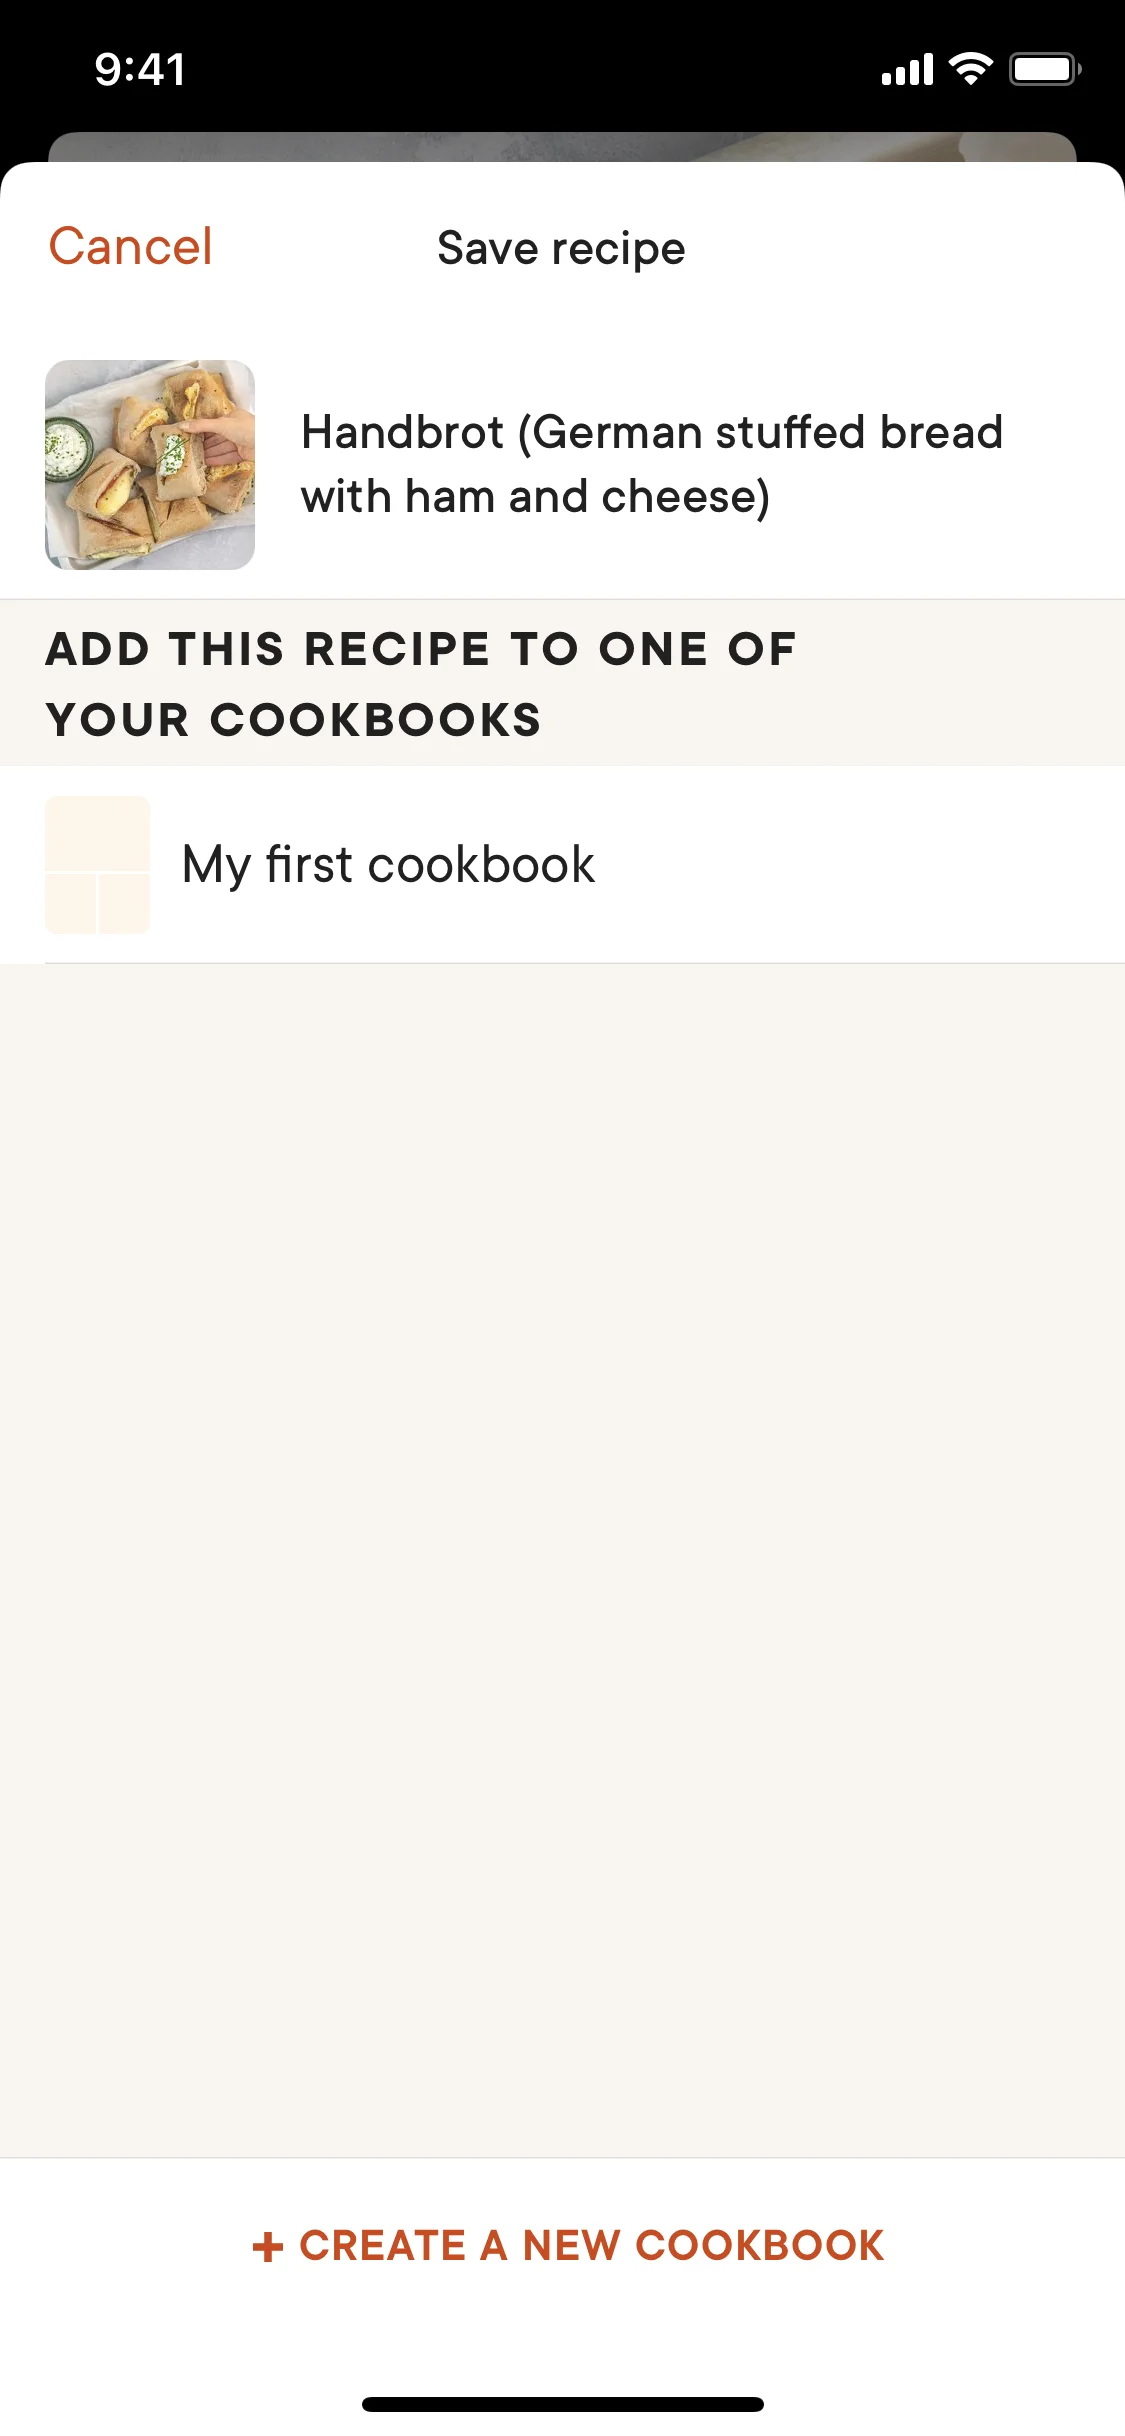 9:41
Cancel
Save recipe
Handbrot (German stuffed bread
with ham and cheese)
ADD THIS RECIPE TO ONE OF
YOUR COOKBOOKS
My first cookbook
+ CREATE A NEW COOKBOOK